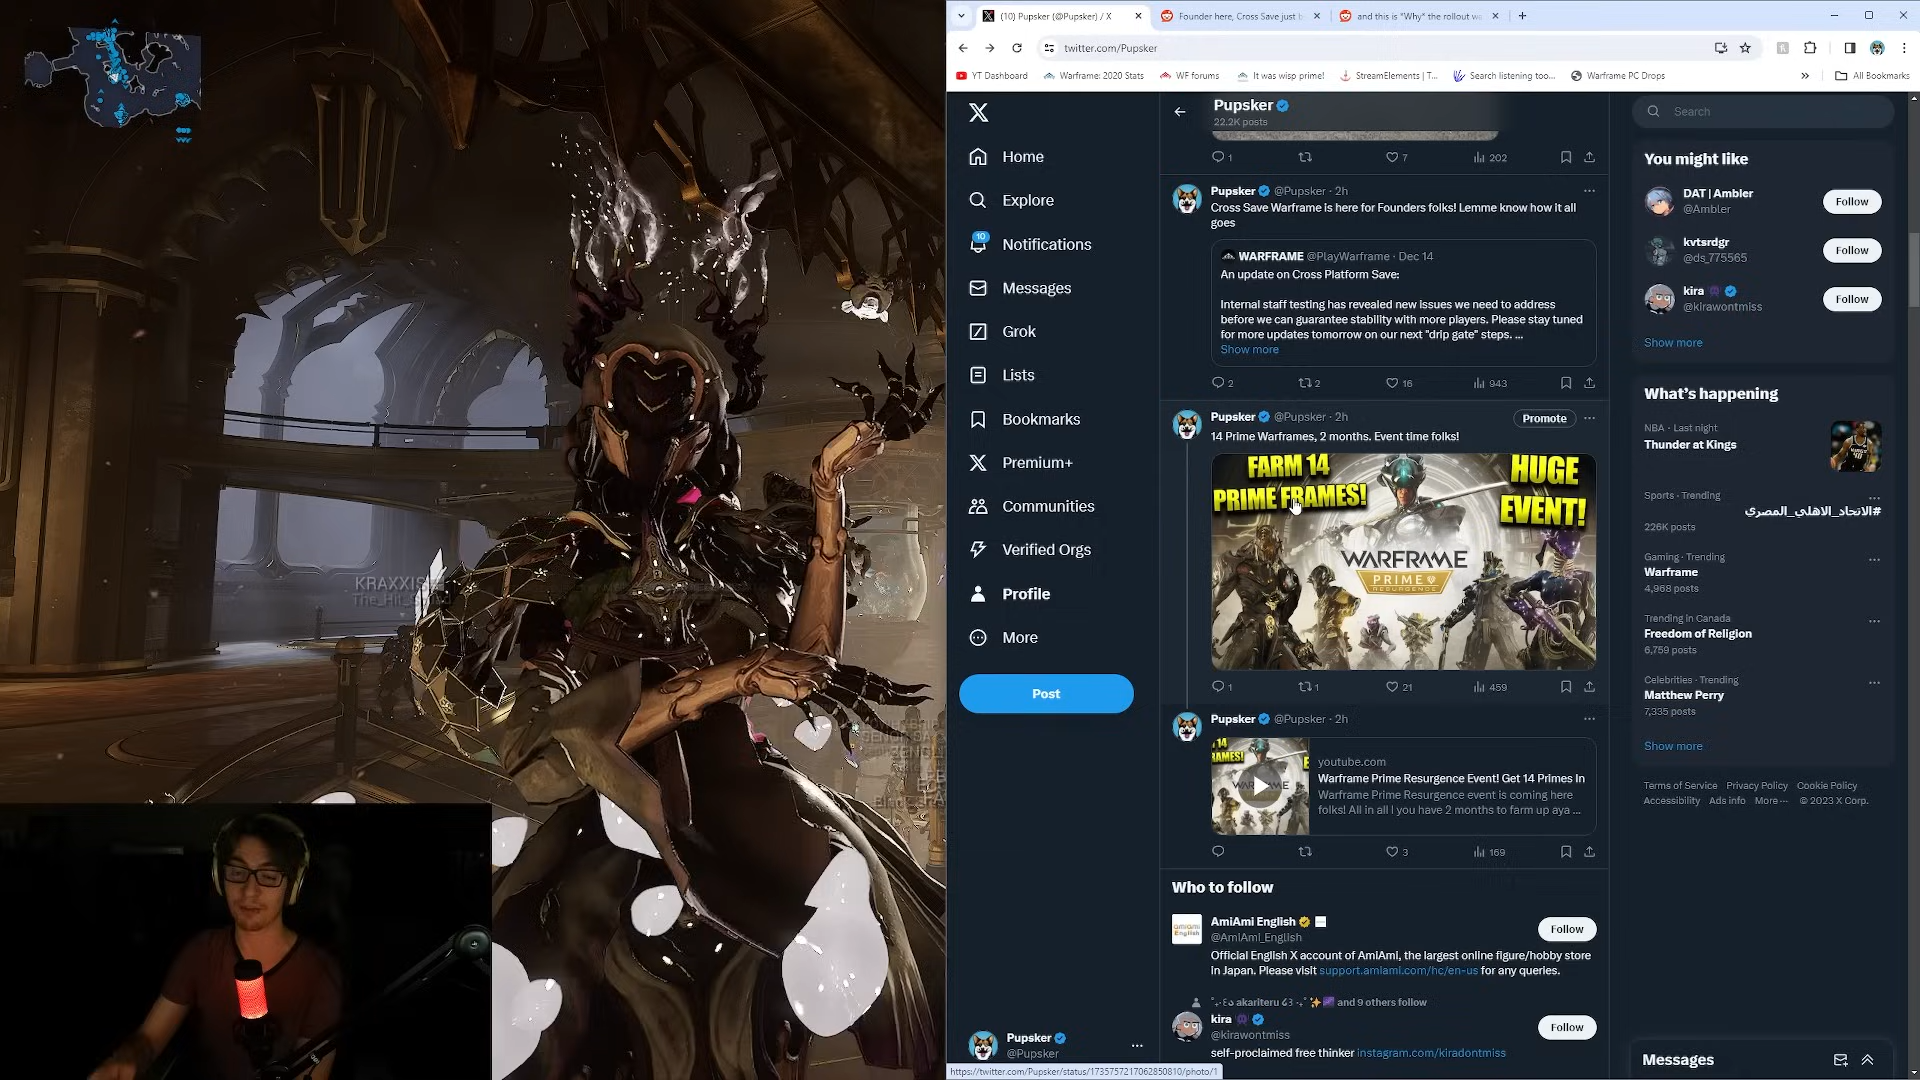 KRAXXIS
(10) Pupsker (@Pupsker) / X
Founder here, Cross Save just b
and this is *Why* the rollout w
twitter.com/Pupsker
YT Dashboard
Warframe: 2020 Stats
WF forums
It was wisp prime!
StreamElements | T...
Search listening too...
Warframe PC Drops
All Bookmarks
Home
Explore
10
Notifications
Messages
Grok
Lists
Bookmarks
Premium+
Communities
Verified Orgs
Profile
More
Post
Pupsker
@Pupsker
Pupsker
22.2K posts
1
7
202
Pupsker @Pupsker · 2h
Cross Save Warframe is here for Founders folks! Lemme know how it all
goes
WARFRAME @PlayWarframe · Dec 14
An update on Cross Platform Save:
Internal staff testing has revealed new issues we need to address
before we can guarantee stability with more players. Please stay tuned
for more updates tomorrow on our next "drip gate" steps. ...
Show more
2
2
16
943
Pupsker @Pupsker · 2h
Promote
14 Prime Warframes, 2 months. Event time folks!
FARM 14
PRIME FRAMES!
HUGE
EVENT!
WARFRAME
PRIME
RESURGENCE
1
1
21
459
Pupsker @Pupsker · 2h
youtube.com
Warframe Prime Resurgence Event! Get 14 Primes In
Warframe Prime Resurgence event is coming here
folks! All in all I you have 2 months to farm up aya ...
3
169
Who to follow
AmiAmi English
@AmiAmi_English
Follow
Official English X account of AmiAmi, the largest online figure/hobby store
in Japan. Please visit support.amiami.com/hc/en-us for any queries.
akariteru and 9 others follow
kira
@kirawontmiss
Follow
self-proclaimed free thinker instagram.com/kiradontmiss
Search
You might like
DAT | Ambler
@Ambler
Follow
kvtsrdgr
@ds_775565
Follow
kira
@kirawontmiss
Follow
Show more
What's happening
NBA · Last night
Thunder at Kings
Sports · Trending
#الاتحاد_الاهلي_المصري
226K posts
Gaming · Trending
Warframe
4,968 posts
Trending in Canada
Freedom of Religion
6,759 posts
Celebrities · Trending
Matthew Perry
7,335 posts
Show more
Terms of Service Privacy Policy Cookie Policy
Accessibility Ads info More ··· © 2023 X Corp.
Messages
https://twitter.com/Pupsker/status/1735757217062850810/photo/1